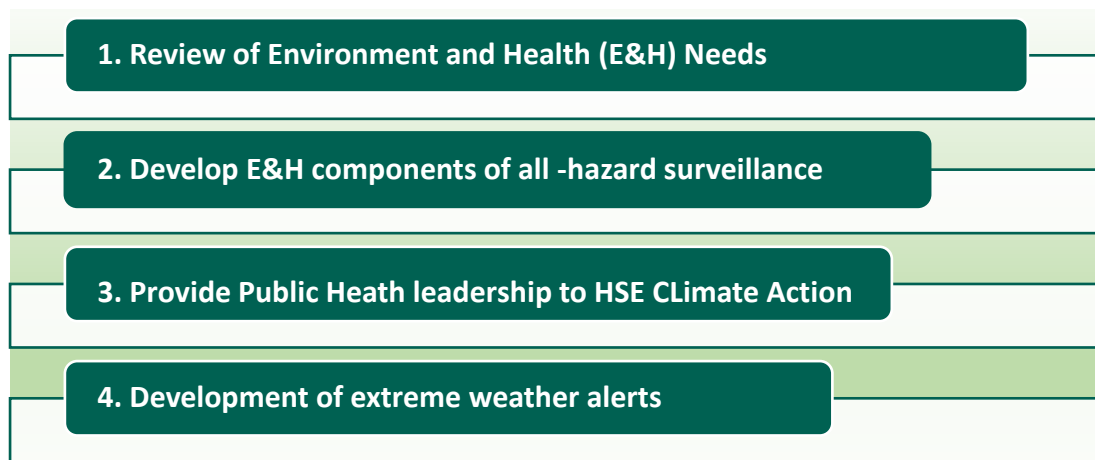 1. Review of Environment and Health (E&H) Needs
2. Develop E&H components of all -hazard surveillance
3. Provide Public Heath leadership to HSE CLimate Action
4. Development of extreme weather alerts